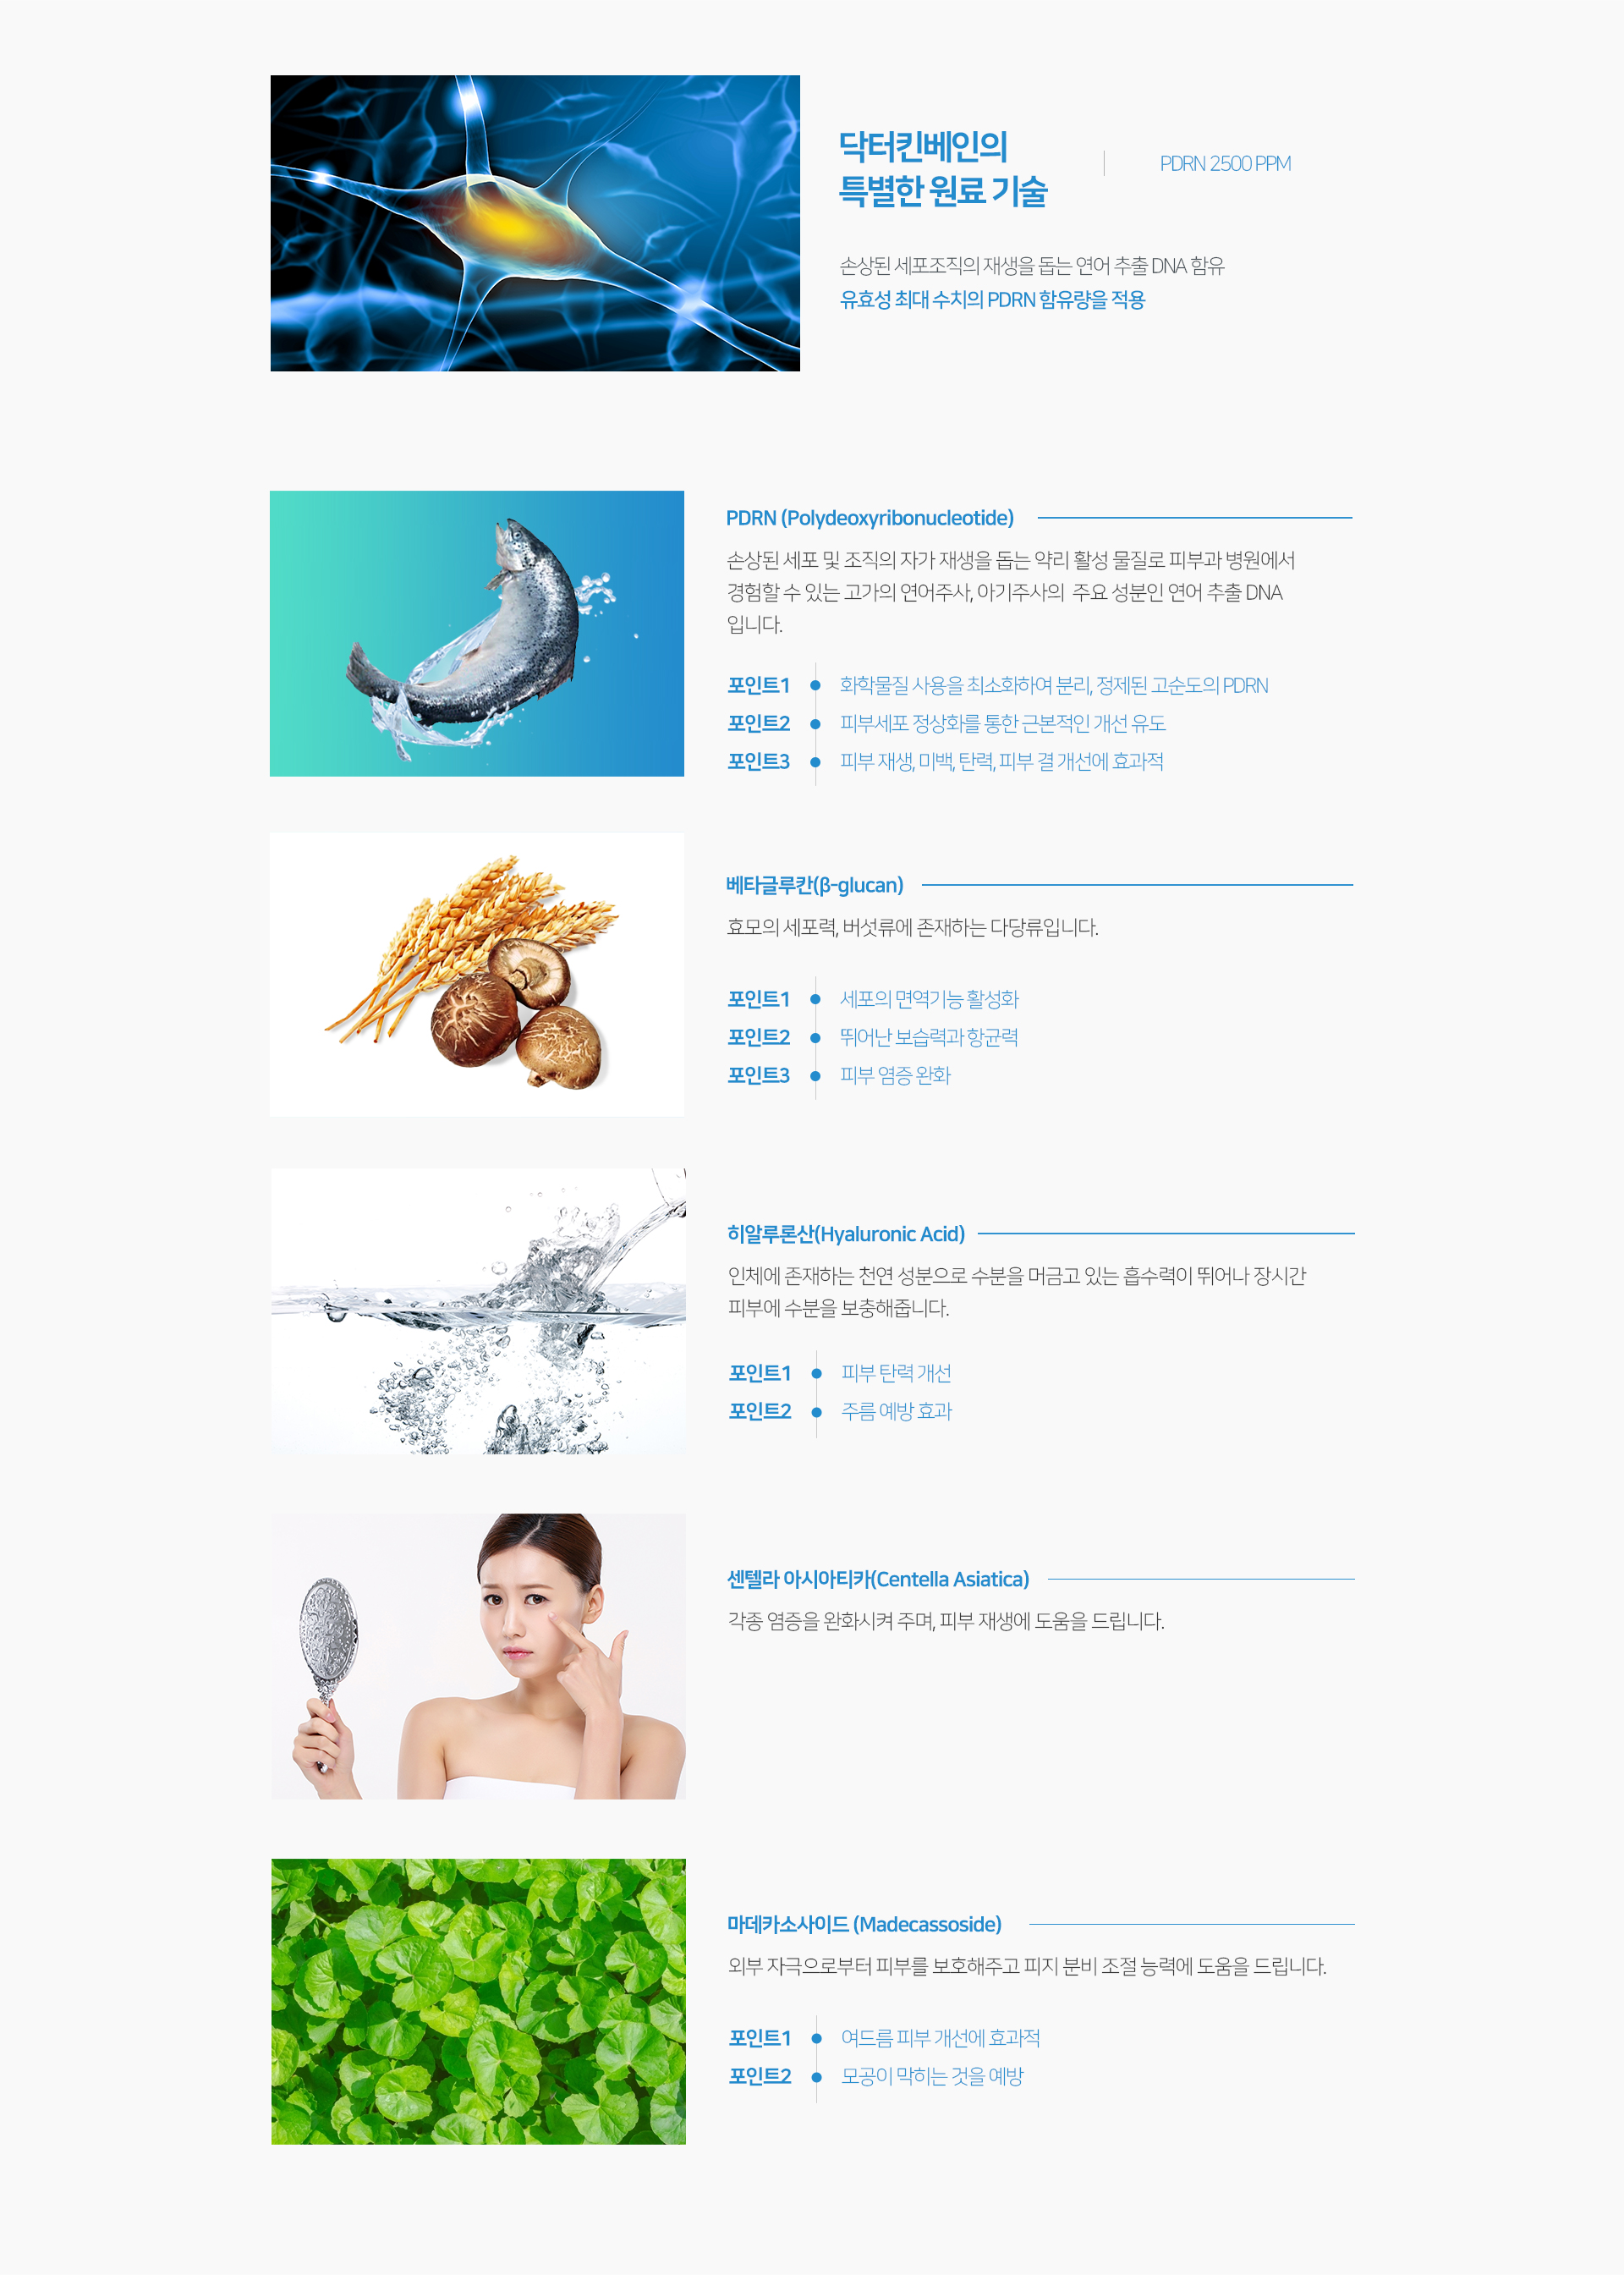 닥터킨베인의
특별한 원료 기술
PDRN 2500 PPM
손상된 세포조직의 재생을 돕는 연어 추출 DNA 함유
유효성 최대 수치의 PDRN 함유량을 적용
PDRN (Polydeoxyribonucleotide)
손상된 세포 및 조직의 자가 재생을 돕는 약리 활성 물질로 피부과 병원에서
경험할 수 있는 고가의 연어주사, 아기주사의 주요 성분인 연어 추출 DNA
입니다.
포인트1 화학물질 사용을 최소화하여 분리, 정제된 고순도의 PDRN
포인트2 피부세포 정상화를 통한 근본적인 개선 유도
포인트3 피부 재생, 미백, 탄력, 피부 결 개선에 효과적
베타글루칸(β-glucan)
효모의 세포력, 버섯류에 존재하는 다당류입니다.
포인트1 세포의 면역기능 활성화
포인트2 뛰어난 보습력과 항균력
포인트3 피부 염증 완화
히알루론산(Hyaluronic Acid)
인체에 존재하는 천연 성분으로 수분을 머금고 있는 흡수력이 뛰어나 장시간
피부에 수분을 보충해줍니다.
포인트1 피부 탄력 개선
포인트2 주름 예방 효과
센텔라 아시아티카(Centella Asiatica)
각종 염증을 완화시켜 주며, 피부 재생에 도움을 드립니다.
마데카소사이드 (Madecassoside)
외부 자극으로부터 피부를 보호해주고 피지 분비 조절 능력에 도움을 드립니다.
포인트1 여드름 피부 개선에 효과적
포인트2 모공이 막히는 것을 예방